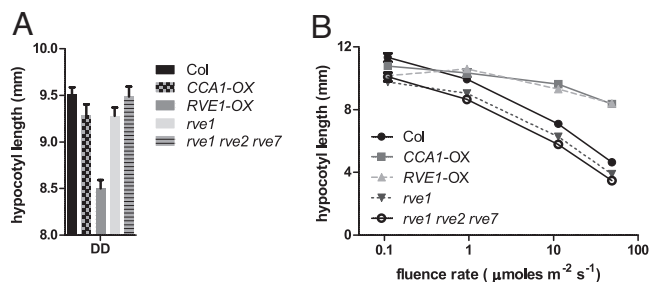 A
hypocotyl length (mm)
10.0
9.5
9.0
8.5
8.0
DD
Col
CCA1-OX
RVE1-OX
rve1
rve1 rve2 rve7
B
hypocotyl length (mm)
12
8
4
0
0.1
1
10
100
fluence rate ( μmoles m⁻² s⁻¹)
Col
CCA1-OX
RVE1-OX
rve1
rve1 rve2 rve7